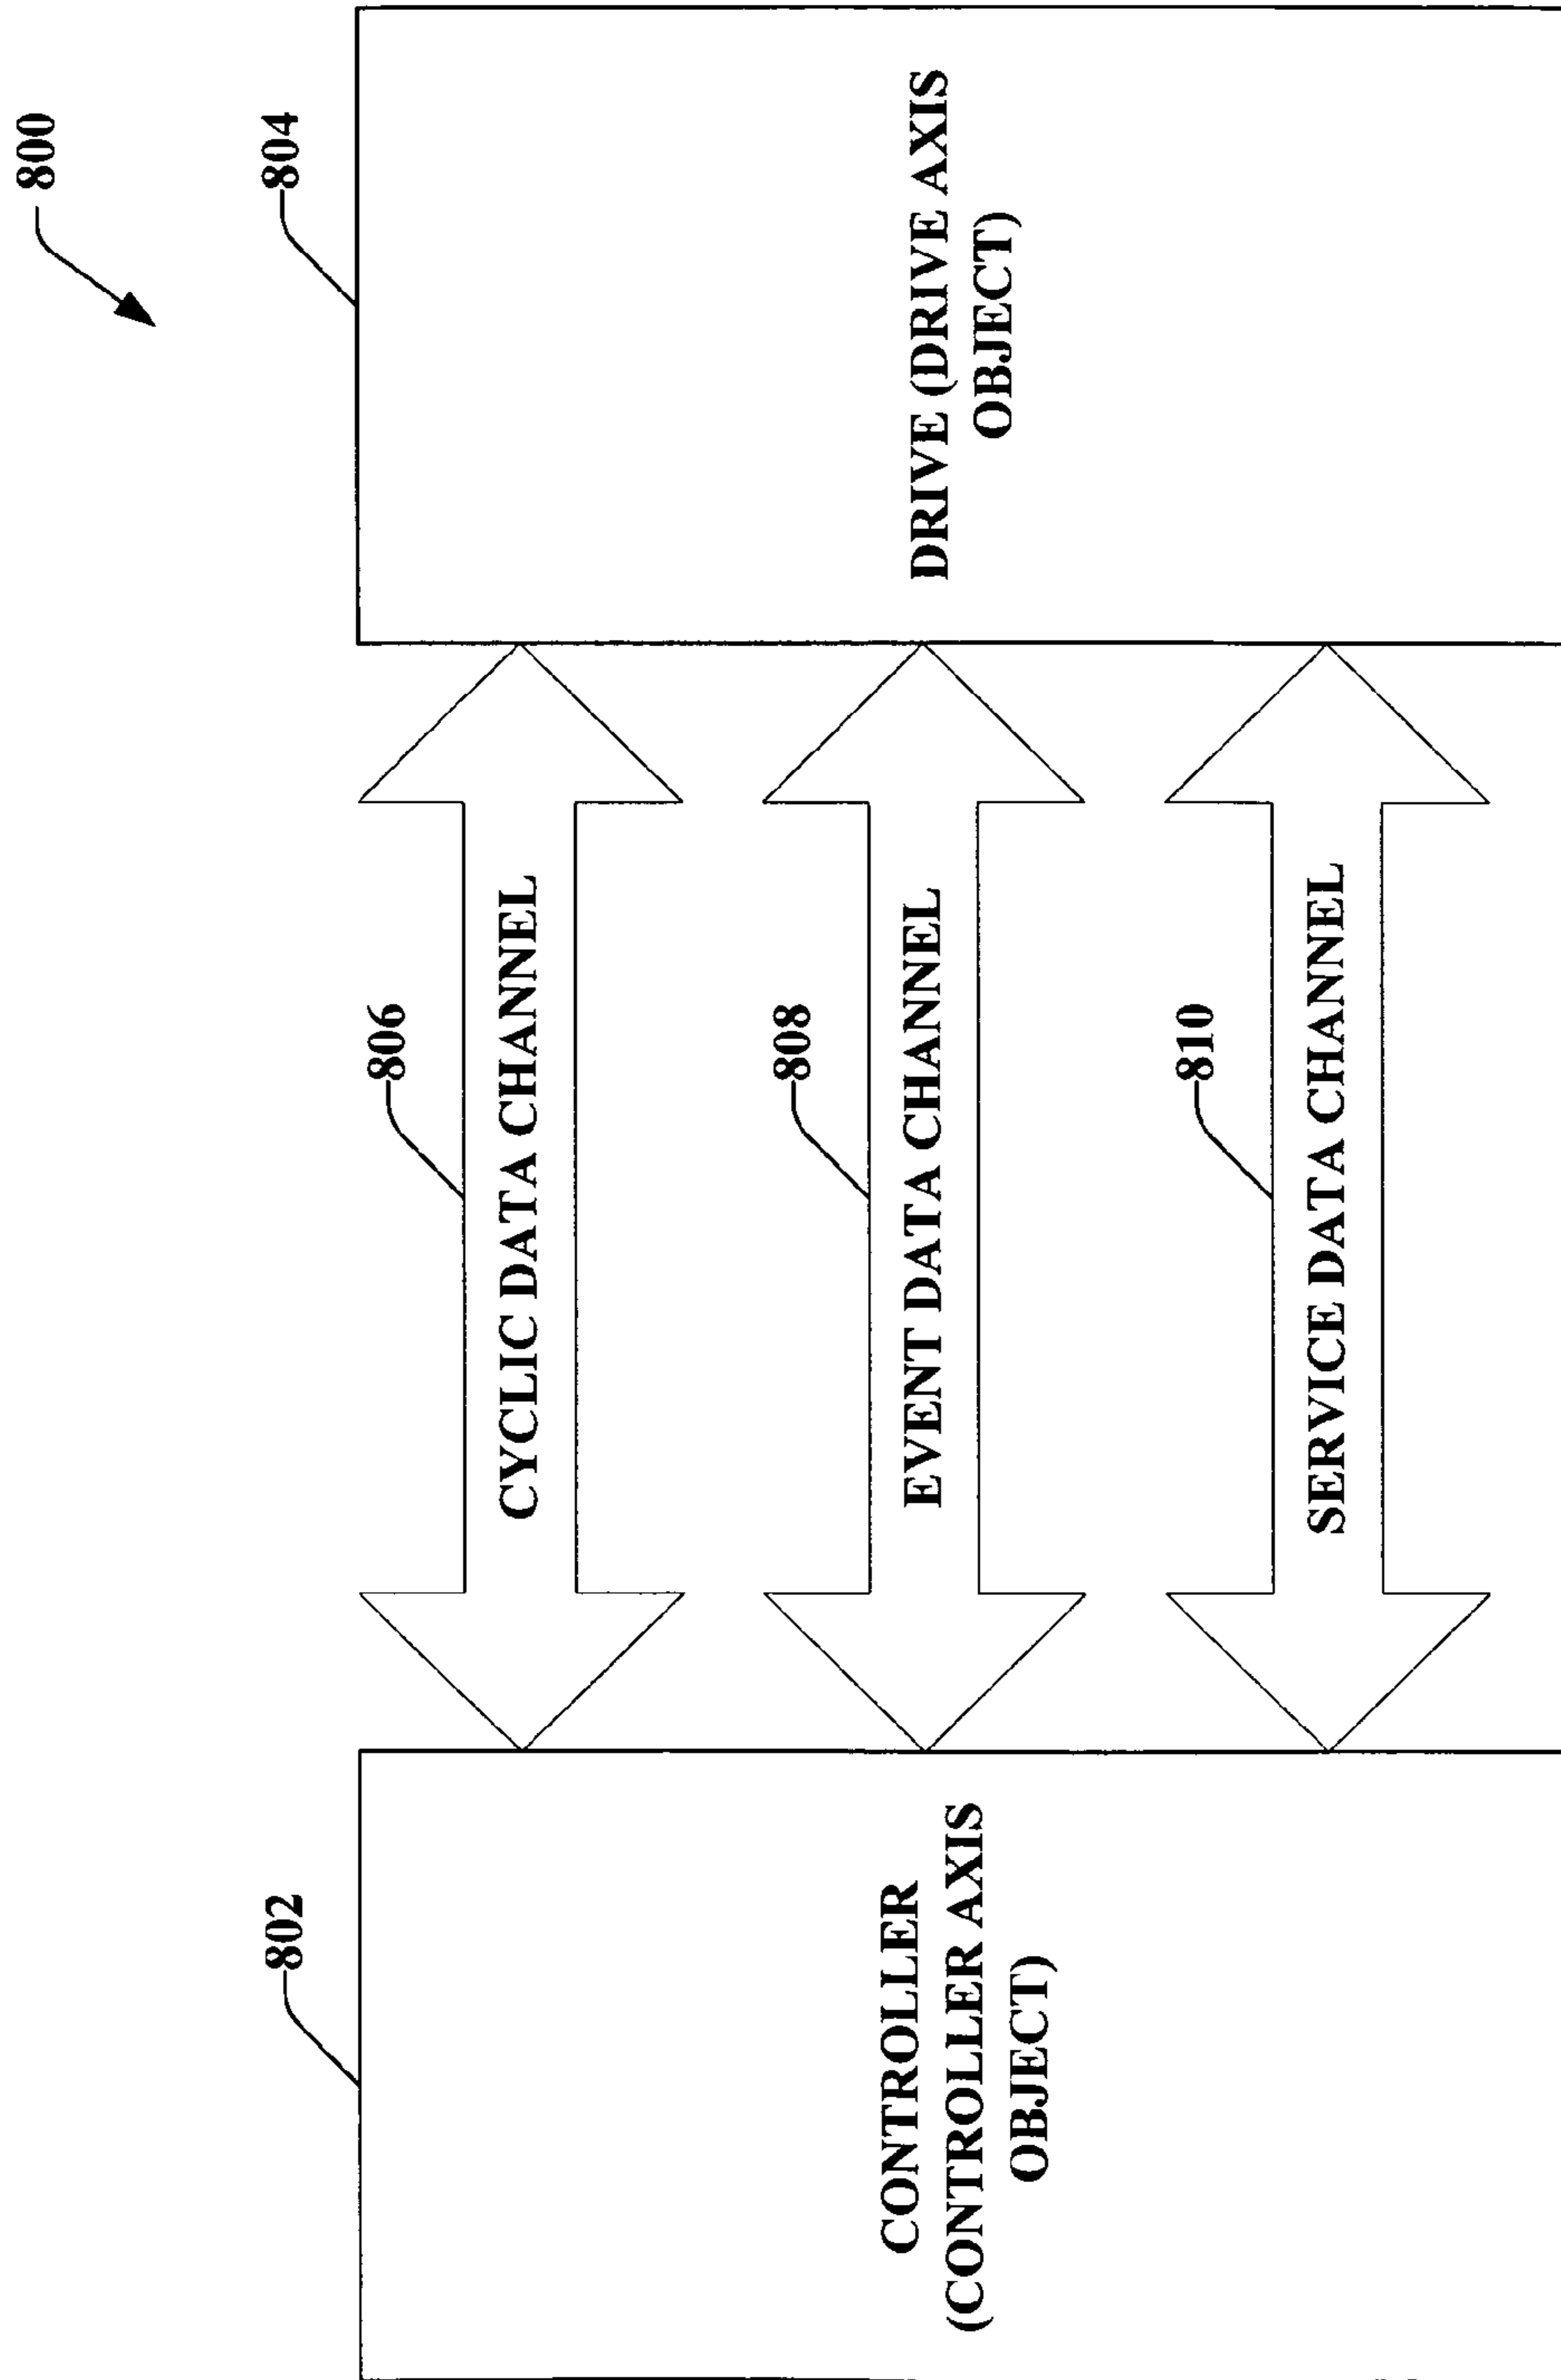 800
802
804
CONTROLLER
(CONTROLLER AXIS
OBJECT)
806
CYCLIC DATA CHANNEL
808
EVENT DATA CHANNEL
810
SERVICE DATA CHANNEL
DRIVE (DRIVE AXIS
OBJECT)